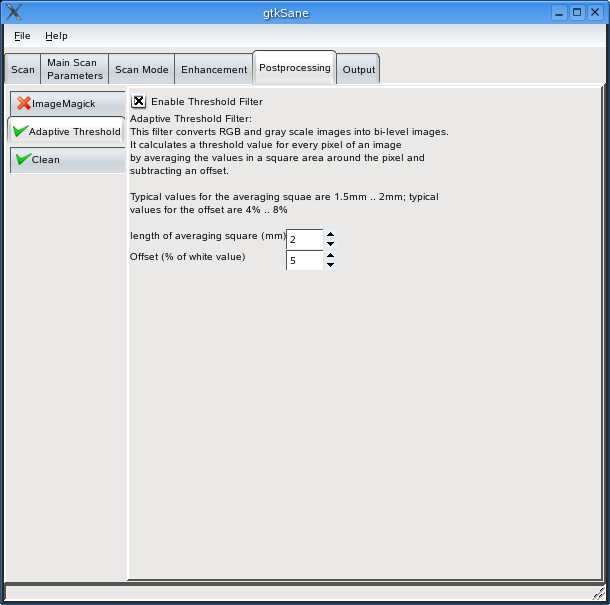 gtkSane
File Help
Scan
Main Scan
Parameters
Scan Mode
Enhancement
Postprocessing
Output
ImageMagick
Adaptive Threshold
Clean
Enable Threshold Filter
Adaptive Threshold Filter:
This filter converts RGB and gray scale images into bi-level images.
It calculates a threshold value for every pixel of an image
by averaging the values in a square area around the pixel and
subtracting an offset.
Typical values for the averaging squae are 1.5mm .. 2mm; typical
values for the offset are 4% .. 8%
length of averaging square (mm) 2
Offset (% of white value) 5